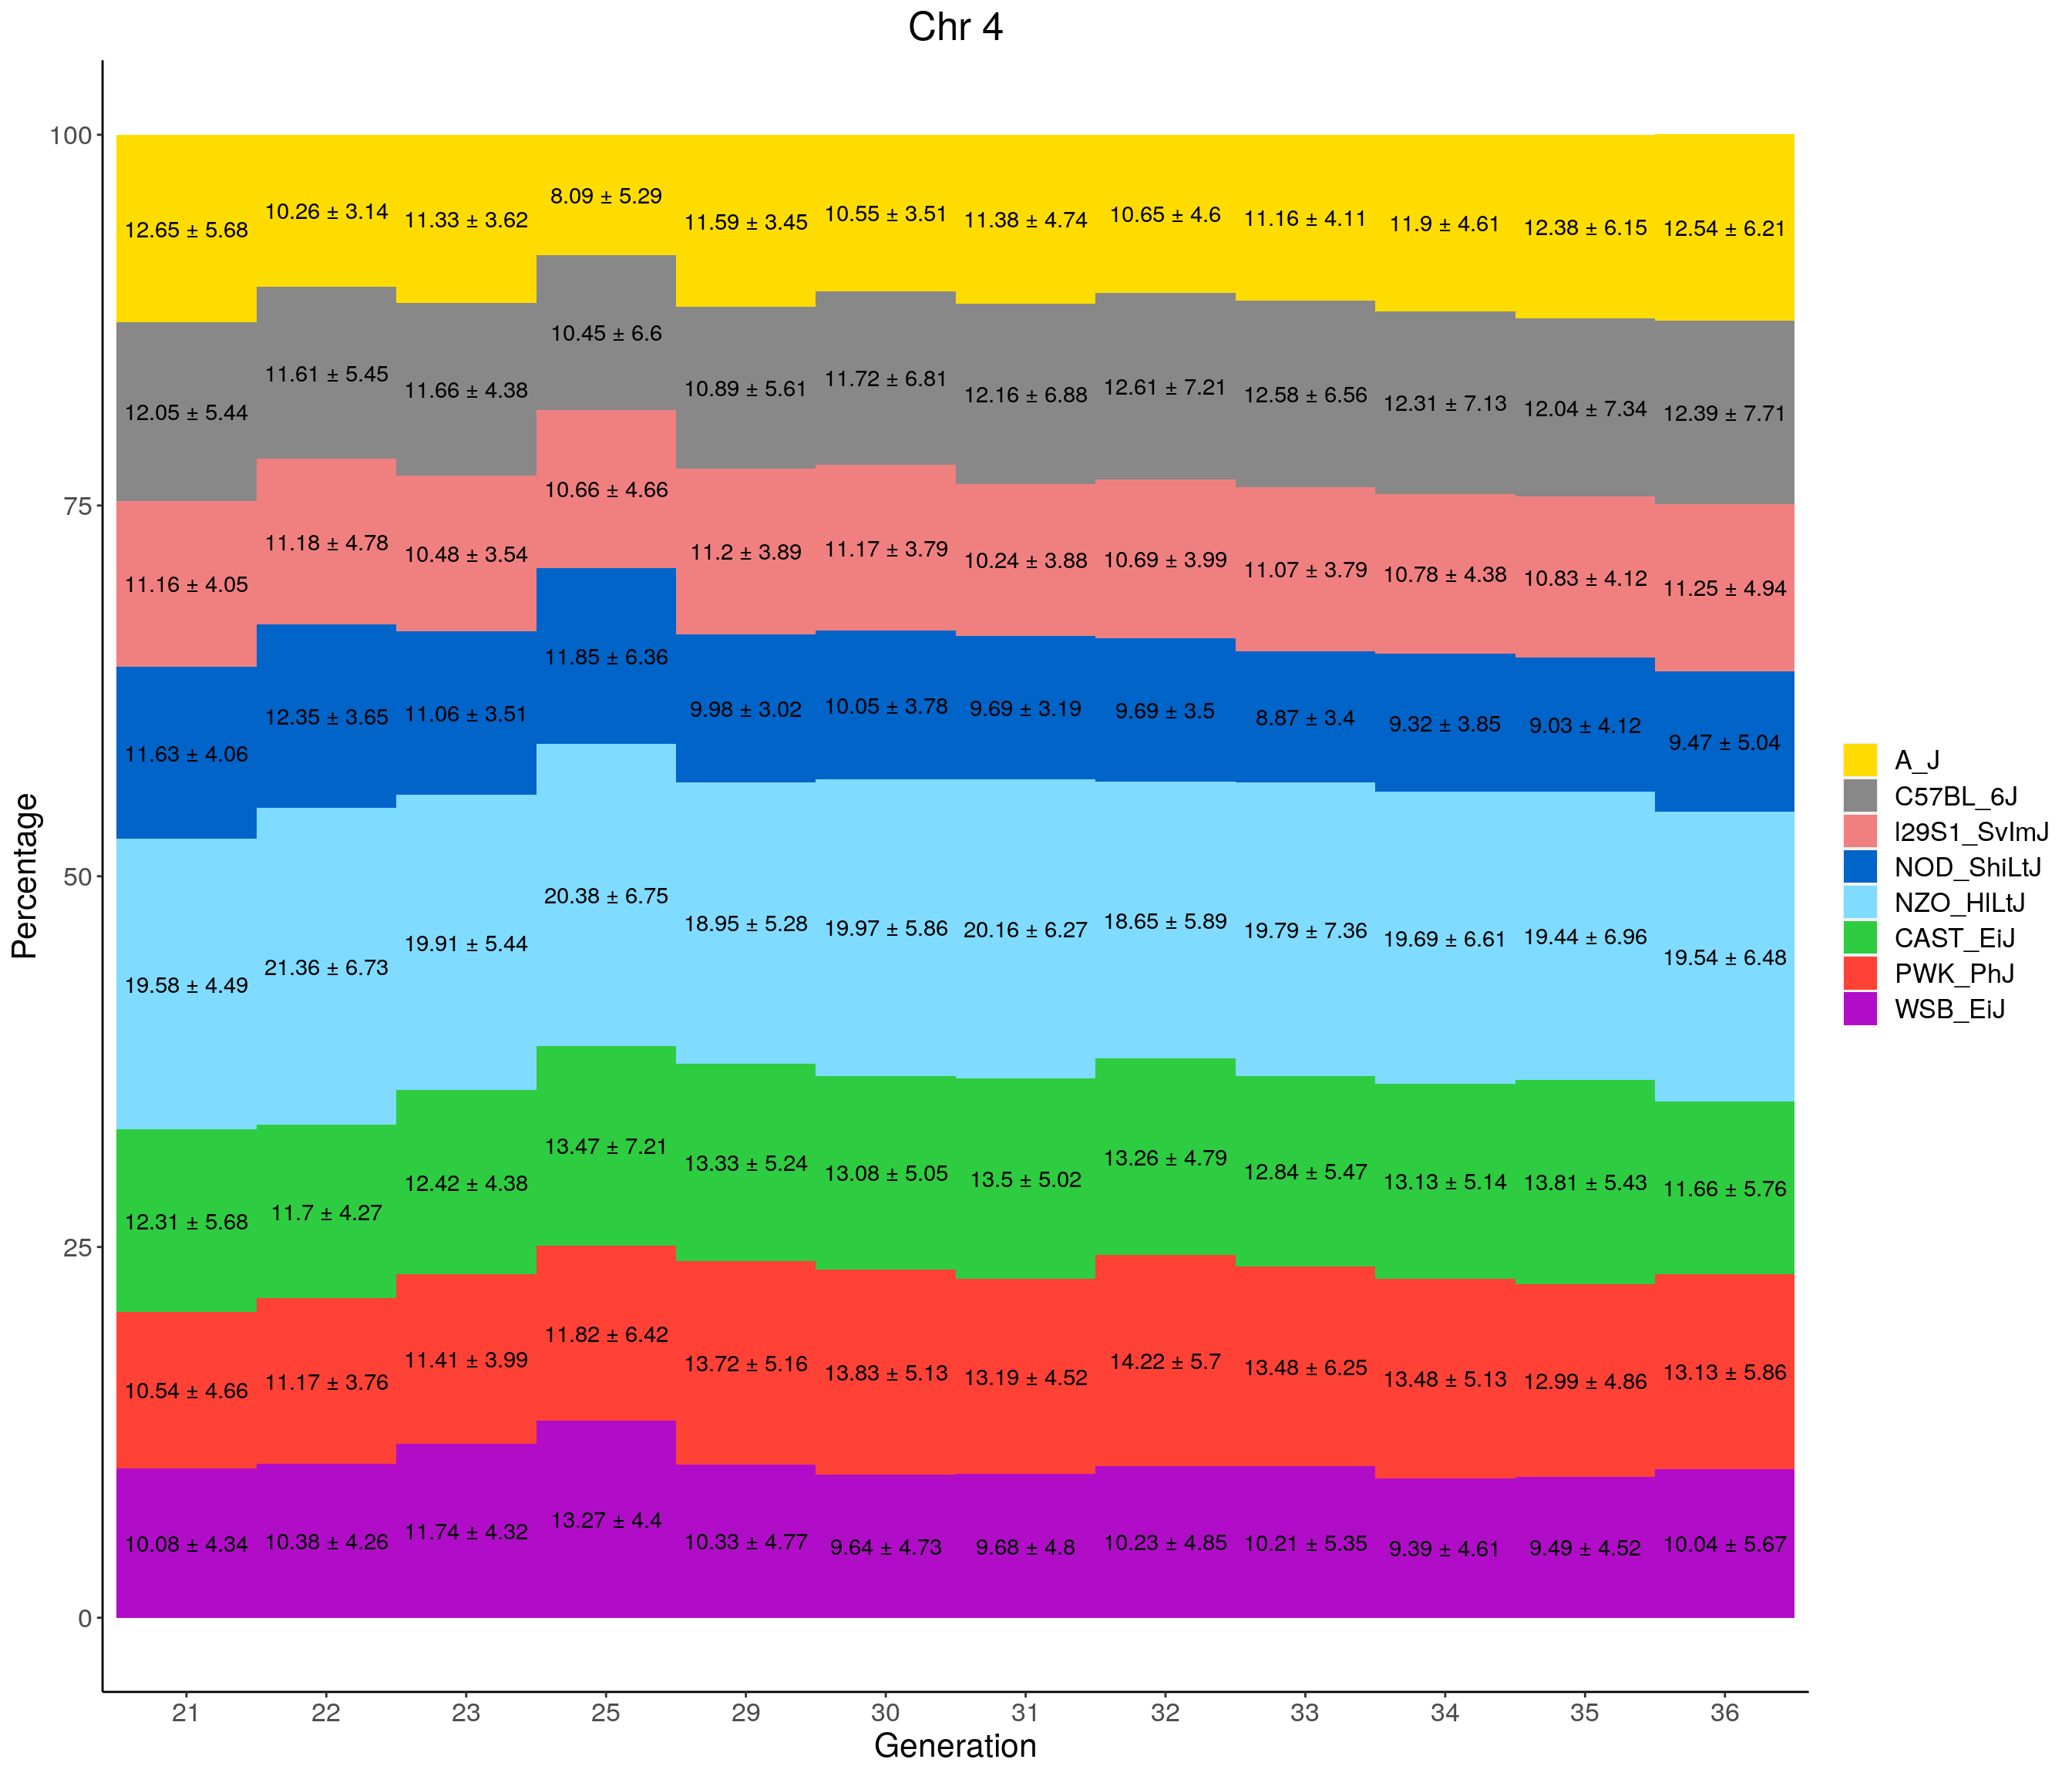 Chr 4
Percentage
100
75
50
25
0
12.65 ± 5.68 10.26 ± 3.14 11.33 ± 3.62 8.09 ± 5.29 11.59 ± 3.45 10.55 ± 3.51 11.38 ± 4.74 10.65 ± 4.6 11.16 ± 4.11 11.9 ± 4.61 12.38 ± 6.15 12.54 ± 6.21
12.05 ± 5.44 11.61 ± 5.45 11.66 ± 4.38 10.45 ± 6.6 10.89 ± 5.61 11.72 ± 6.81 12.16 ± 6.88 12.61 ± 7.21 12.58 ± 6.56 12.31 ± 7.13 12.04 ± 7.34 12.39 ± 7.71
11.16 ± 4.05 11.18 ± 4.78 10.48 ± 3.54 10.66 ± 4.66 11.2 ± 3.89 11.17 ± 3.79 10.24 ± 3.88 10.69 ± 3.99 11.07 ± 3.79 10.78 ± 4.38 10.83 ± 4.12 11.25 ± 4.94
11.63 ± 4.06 12.35 ± 3.65 11.06 ± 3.51 11.85 ± 6.36 9.98 ± 3.02 10.05 ± 3.78 9.69 ± 3.19 9.69 ± 3.5 8.87 ± 3.4 9.32 ± 3.85 9.03 ± 4.12 9.47 ± 5.04
19.58 ± 4.49 21.36 ± 6.73 19.91 ± 5.44 20.38 ± 6.75 18.95 ± 5.28 19.97 ± 5.86 20.16 ± 6.27 18.65 ± 5.89 19.79 ± 7.36 19.69 ± 6.61 19.44 ± 6.96 19.54 ± 6.48
12.31 ± 5.68 11.7 ± 4.27 12.42 ± 4.38 13.47 ± 7.21 13.33 ± 5.24 13.08 ± 5.05 13.5 ± 5.02 13.26 ± 4.79 12.84 ± 5.47 13.13 ± 5.14 13.81 ± 5.43 11.66 ± 5.76
10.54 ± 4.66 11.17 ± 3.76 11.41 ± 3.99 11.82 ± 6.42 13.72 ± 5.16 13.83 ± 5.13 13.19 ± 4.52 14.22 ± 5.7 13.48 ± 6.25 13.48 ± 5.13 12.99 ± 4.86 13.13 ± 5.86
10.08 ± 4.34 10.38 ± 4.26 11.74 ± 4.32 13.27 ± 4.4 10.33 ± 4.77 9.64 ± 4.73 9.68 ± 4.8 10.23 ± 4.85 10.21 ± 5.35 9.39 ± 4.61 9.49 ± 4.52 10.04 ± 5.67
21 22 23 25 29 30 31 32 33 34 35 36
Generation
A_J
C57BL_6J
l29S1_SvImJ
NOD_ShiLtJ
NZO_HlLtJ
CAST_EiJ
PWK_PhJ
WSB_EiJ